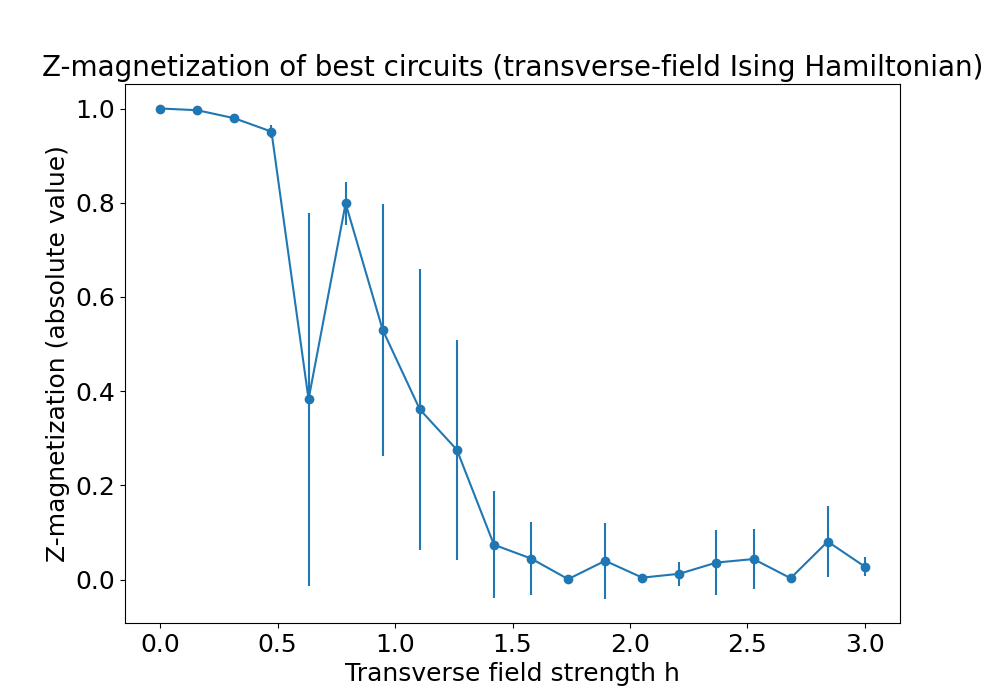 Z-magnetization of best circuits (transverse-field Ising Hamiltonian)
Z-magnetization (absolute value)
1.0
0.8
0.6
0.4
0.2
0.0
0.0 0.5 1.0 1.5 2.0 2.5 3.0
Transverse field strength h